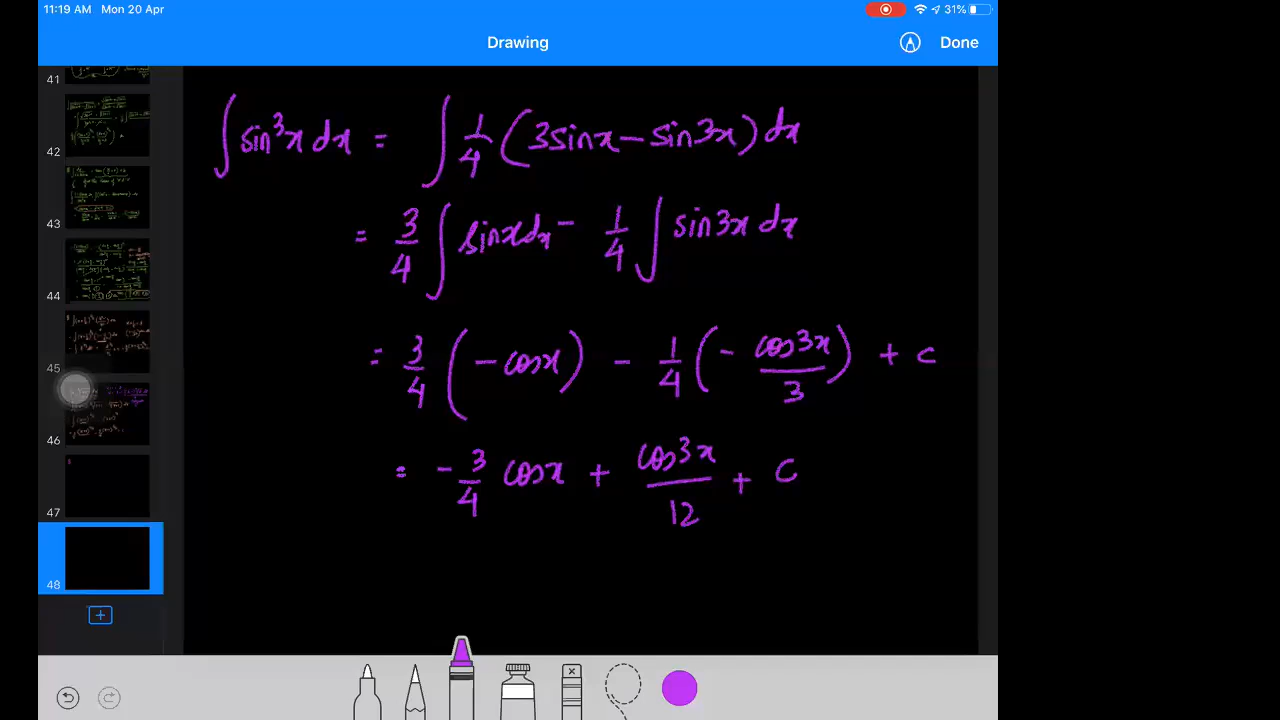 11:19 AM Mon 20 Apr
31%
Drawing
Done
41
42
43
44
45
46
47
48
∫ sin³x dx = ∫ 1/4 (3sinx − sin3x) dx
= 3/4 ∫ sinx dx − 1/4 ∫ sin3x dx
= 3/4 (−cosx) − 1/4 (− cos3x/3) + c
= −3/4 cosx + cos3x/12 + C